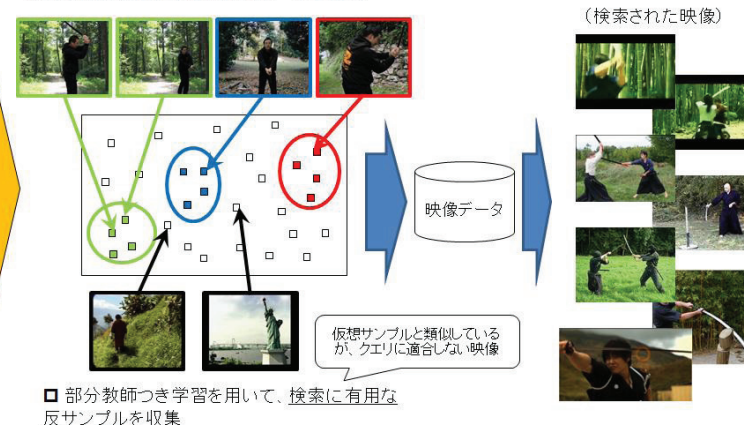 （検索された映像）
映像データ
仮想サンプルと類似している
が、クエリに適合しない映像
部分教師つき学習を用いて、検索に有用な
反サンプルを収集